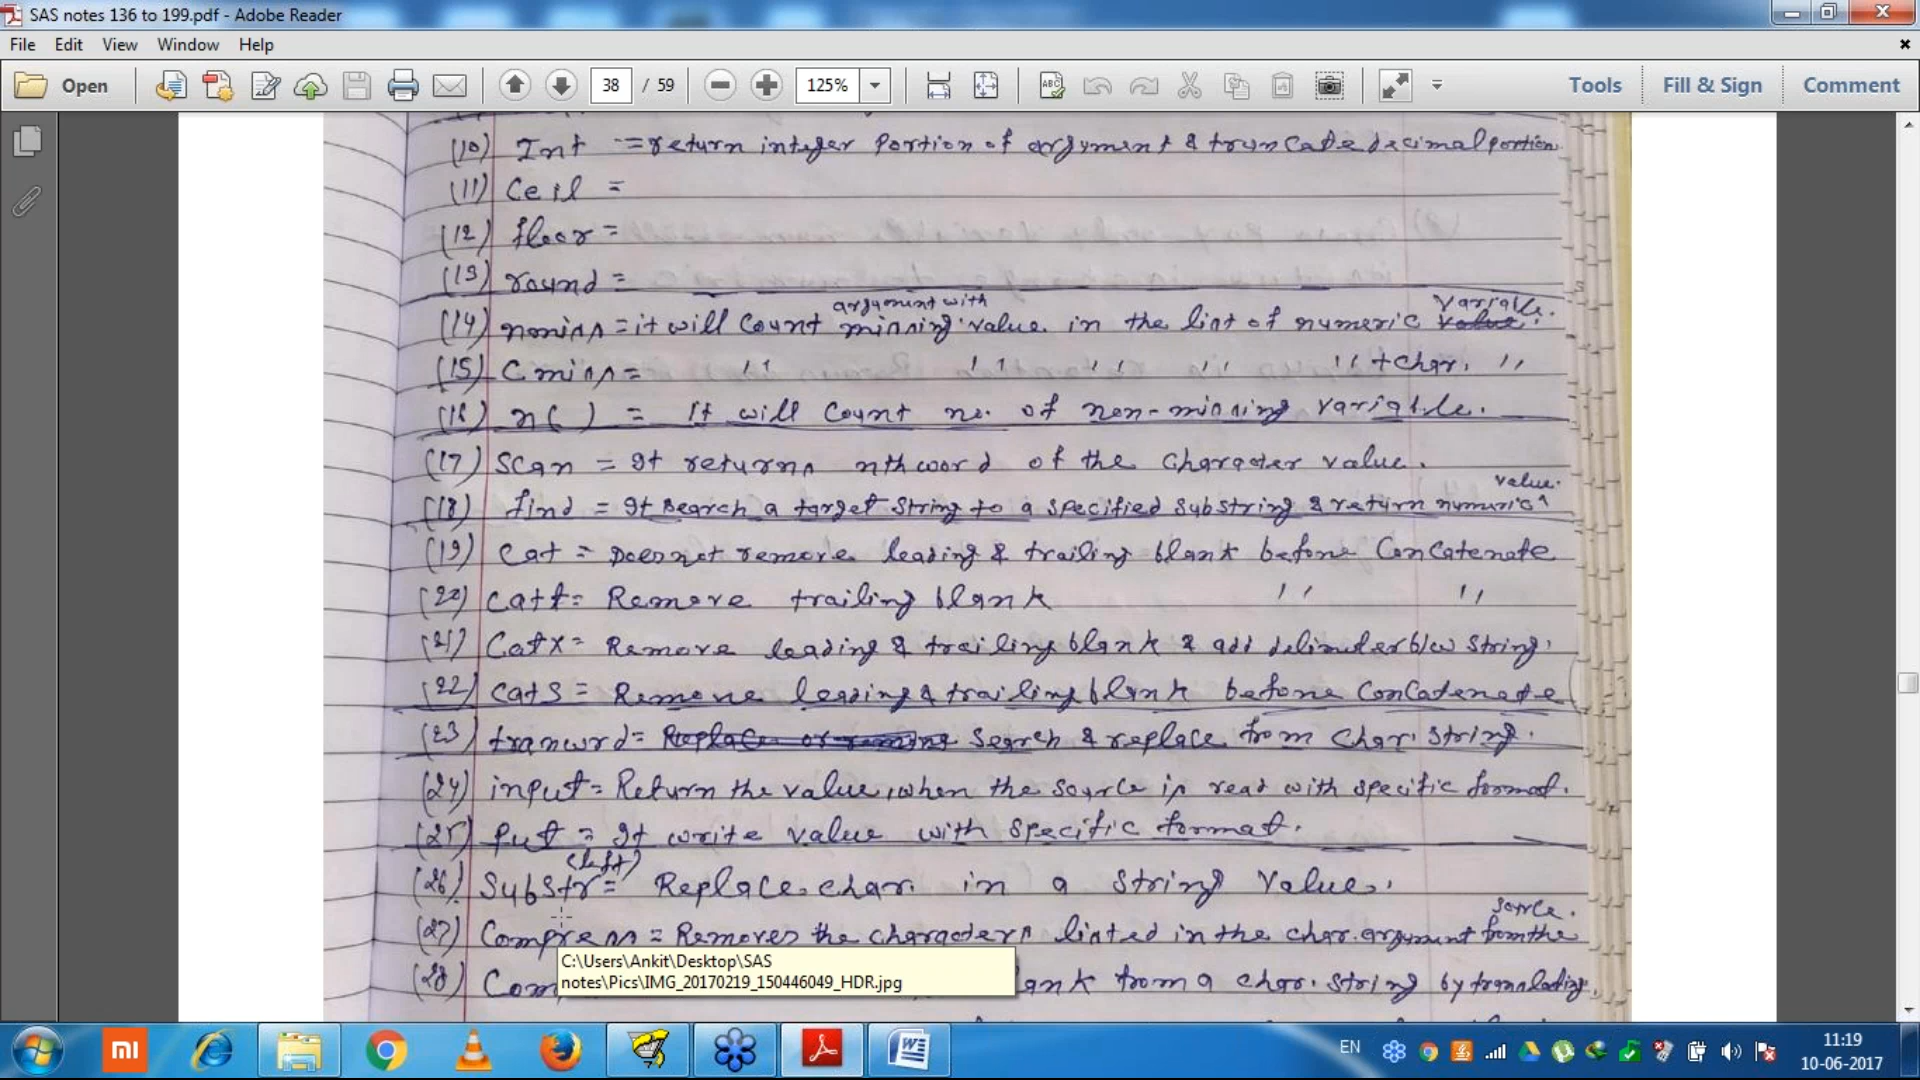 SAS notes 136 to 199.pdf - Adobe Reader
File Edit View Window Help
Open 38 / 59 125% Tools Fill & Sign Comment
(10) Int = return integer portion of argument & truncate decimal portion
(11) Ceil =
(12) floor =
(13) round =
argument with variable.
(14) nmiss = it will count missing value in the list of numeric value.
(15) Cmiss = '' '' '' '' '' + char. ''
(16) n( ) = It will count no. of non-missing variable.
(17) Scan = It returns nth word of the character value.
value.
(18) find = It search a target string to a specified substring & return numeric ^
(19) Cat = Does not remove leading & trailing blank before Concatenate
(20) Catt = Remove trailing blank '' ''
(21) Catx = Remove leading & trailing blank & add delimeter b/w string.
(22) Cats = Remove leading & trailing blank before Concatenate
(23) tranwrd = Search & replace from char. string.
(24) input = Return the value, when the source is read with specific format.
(25) Put = It write value with specific format.
(left)
(26) Substr = Replace char. in a string value.
source.
(27) Compress = Removes the characters listed in the char. argument from the
C:\Users\Ankit\Desktop\SAS
notes\Pics\IMG_20170219_150446049_HDR.jpg
(28) Com ank from a char. string by translating.
mi
EN
11:19
10-06-2017